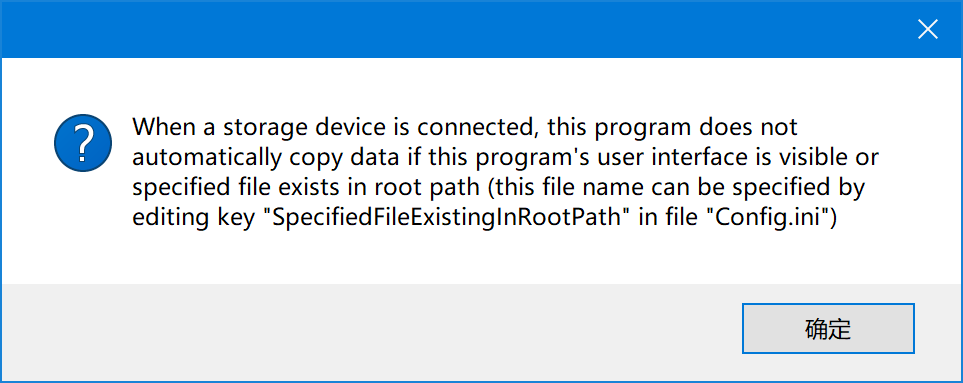 When a storage device is connected, this program does not
automatically copy data if this program's user interface is visible or
specified file exists in root path (this file name can be specified by
editing key "SpecifiedFileExistingInRootPath" in file "Config.ini")
确定